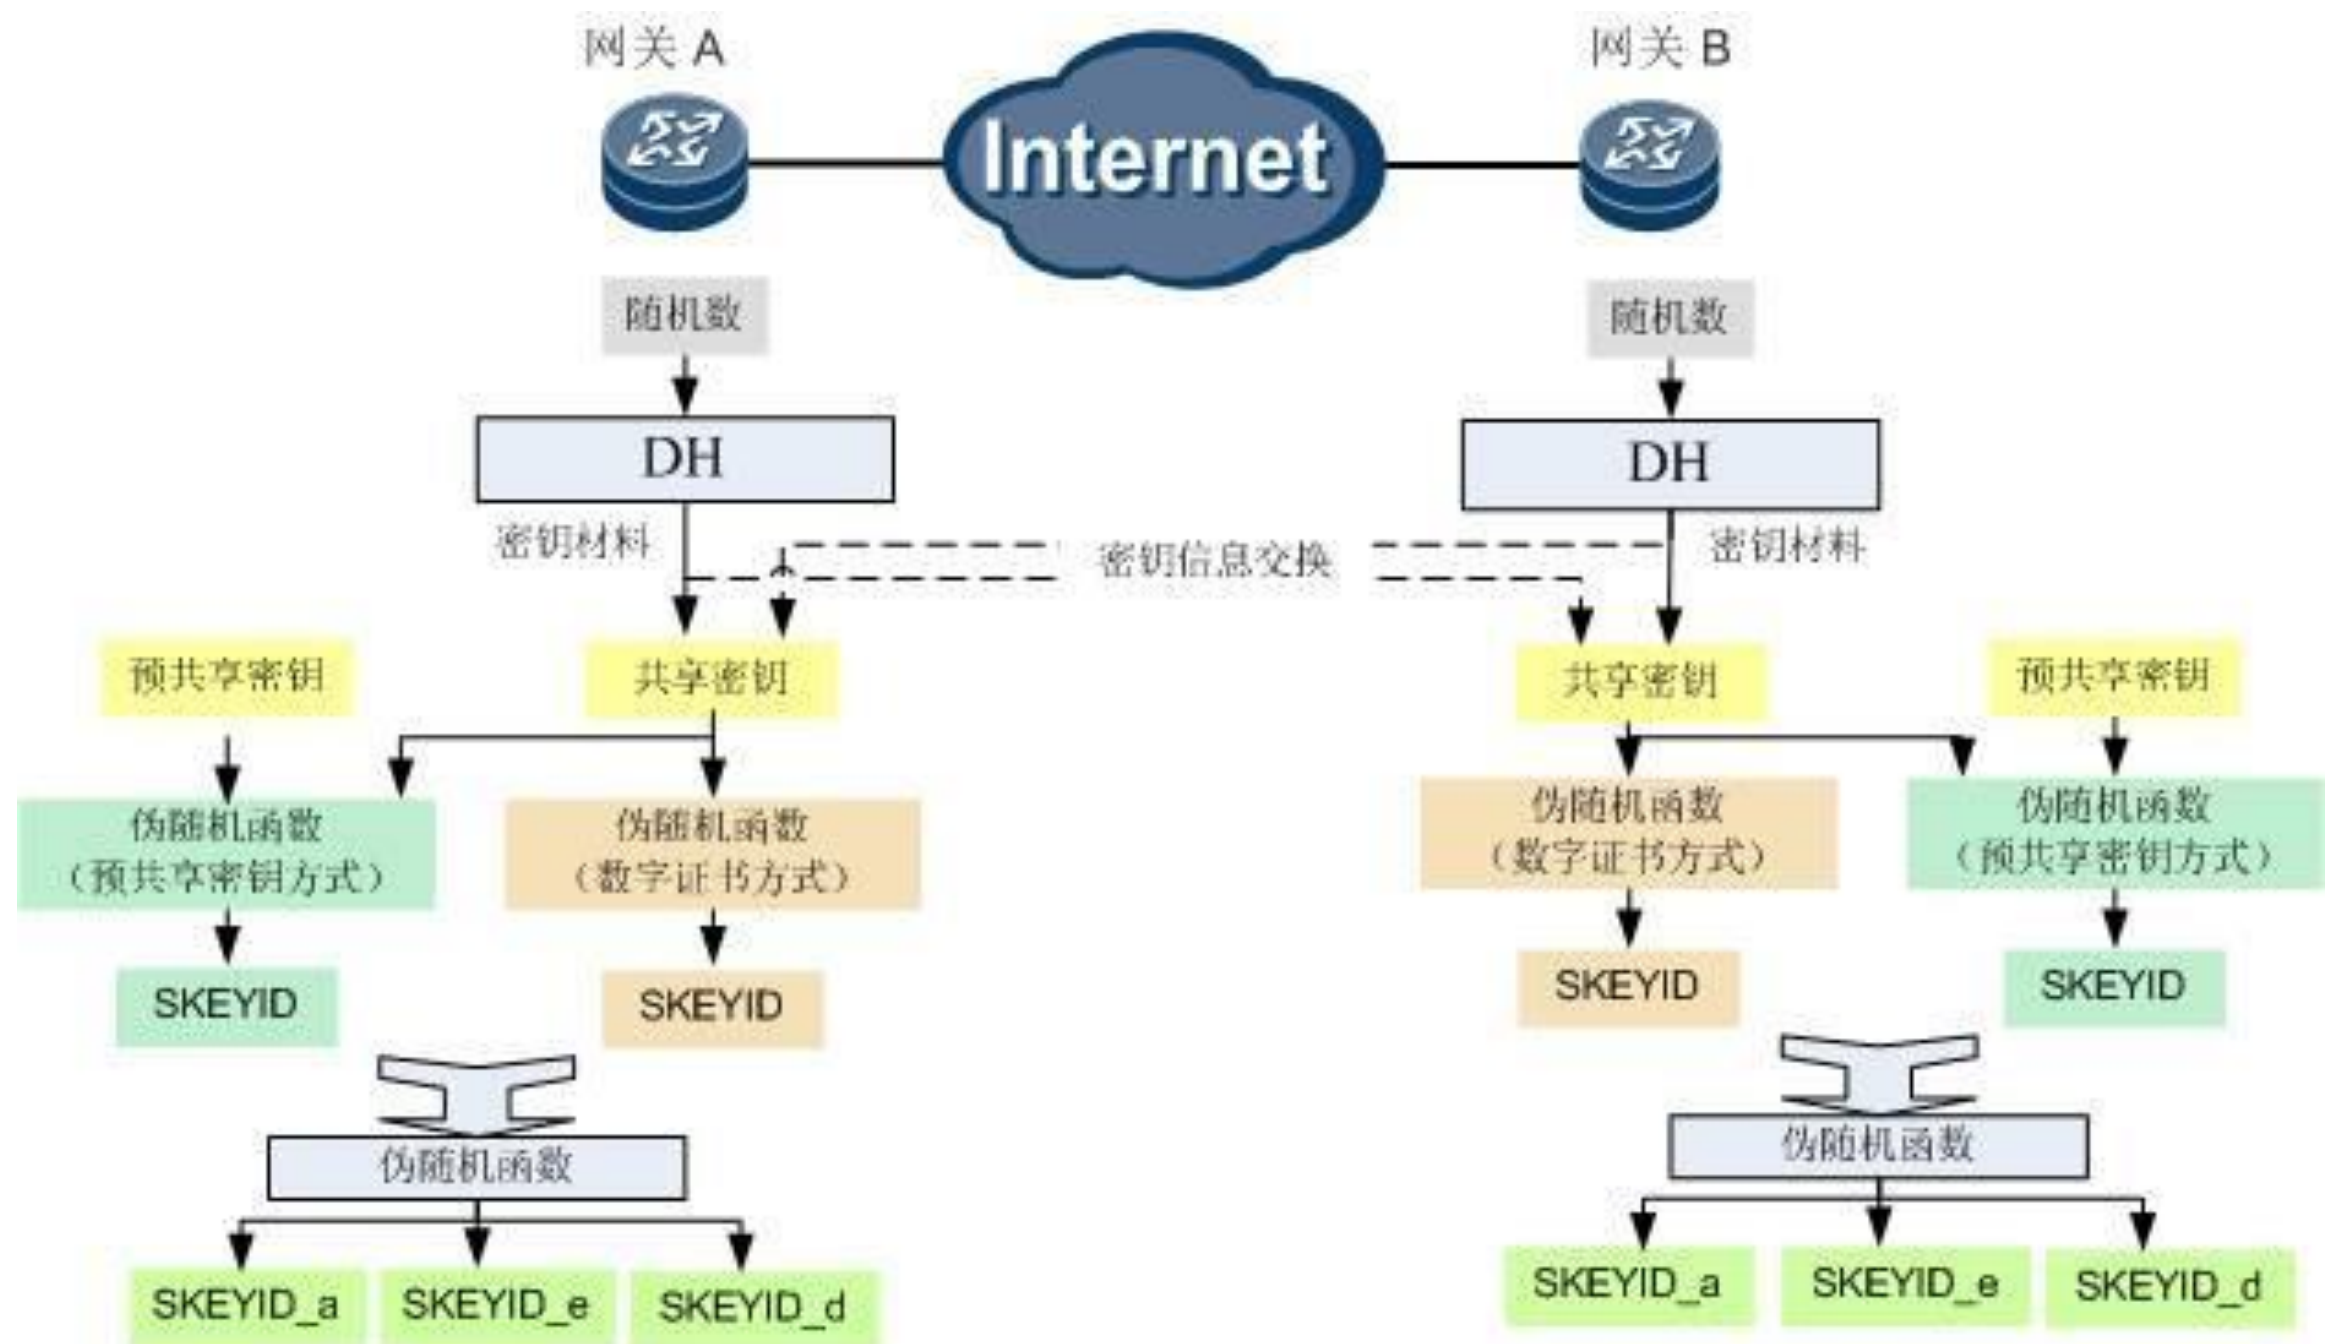 网关 A
网关 B
Internet
随机数
随机数
DH
DH
密钥材料
密钥信息交换
密钥材料
预共享密钥
共享密钥
共享密钥
预共享密钥
伪随机函数
（预共享密钥方式）
伪随机函数
（数字证书方式）
伪随机函数
（数字证书方式）
伪随机函数
（预共享密钥方式）
SKEYID
SKEYID
SKEYID
SKEYID
伪随机函数
伪随机函数
SKEYID_a
SKEYID_e
SKEYID_d
SKEYID_a
SKEYID_e
SKEYID_d